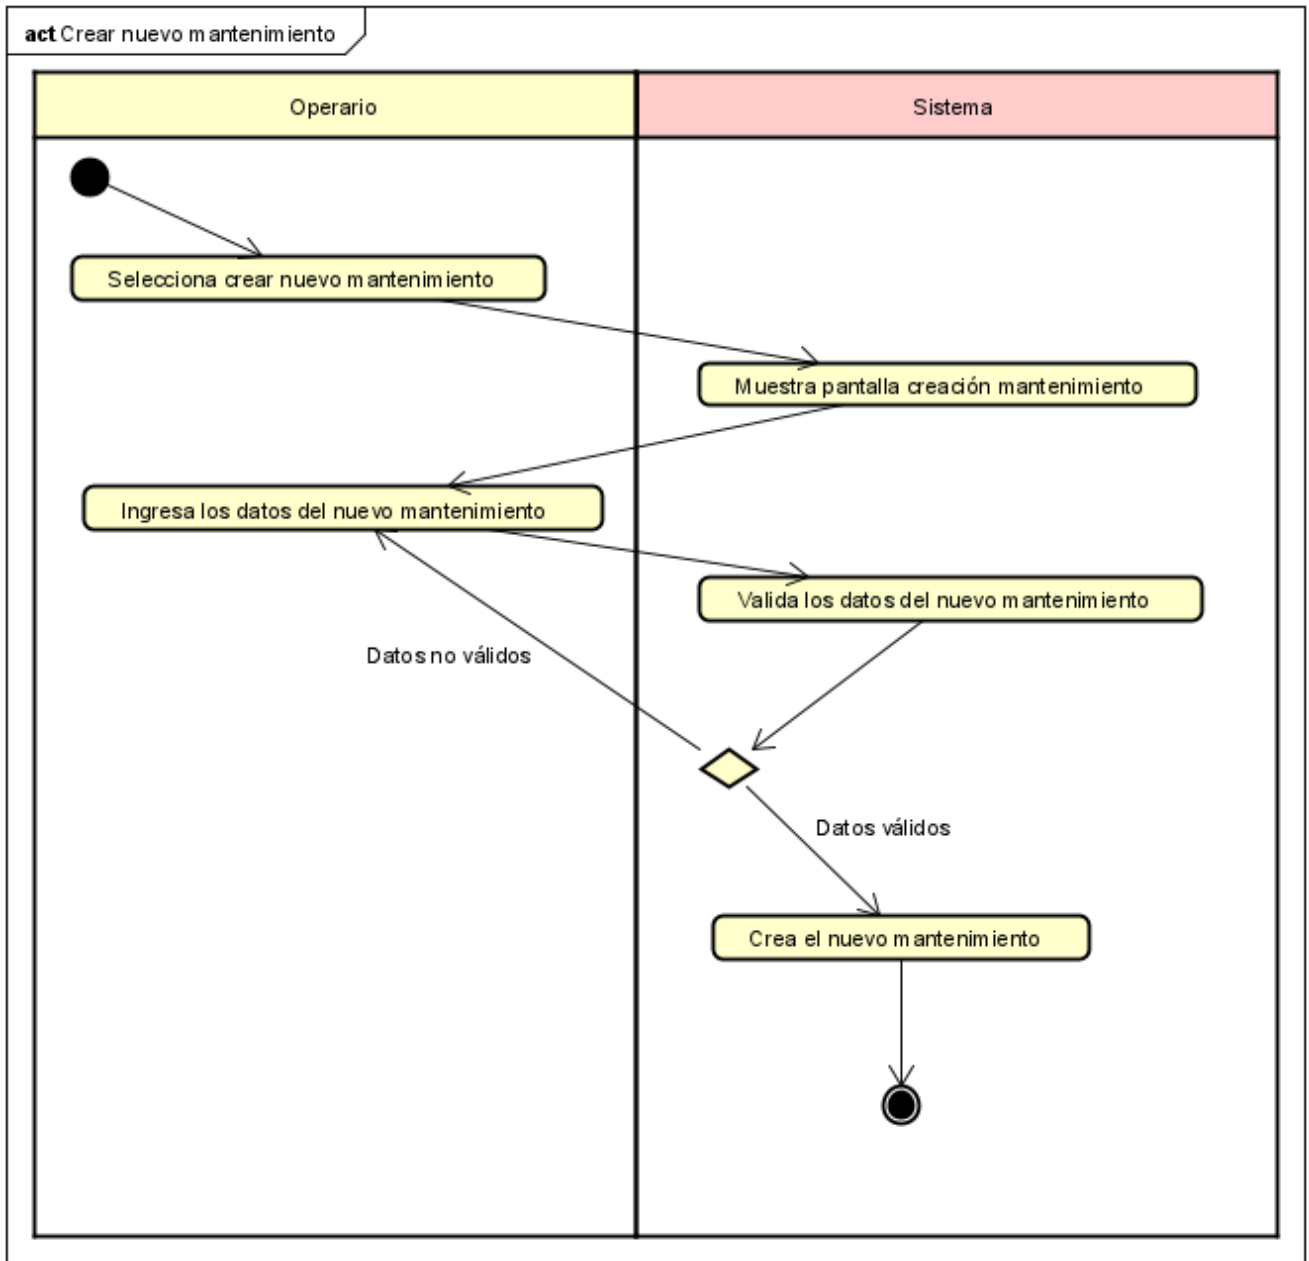 act Crear nuevo mantenimiento
Operario
Sistema
Selecciona crear nuevo mantenimiento
Muestra pantalla creación mantenimiento
Ingresa los datos del nuevo mantenimiento
Valida los datos del nuevo mantenimiento
Datos no válidos
Datos válidos
Crea el nuevo mantenimiento